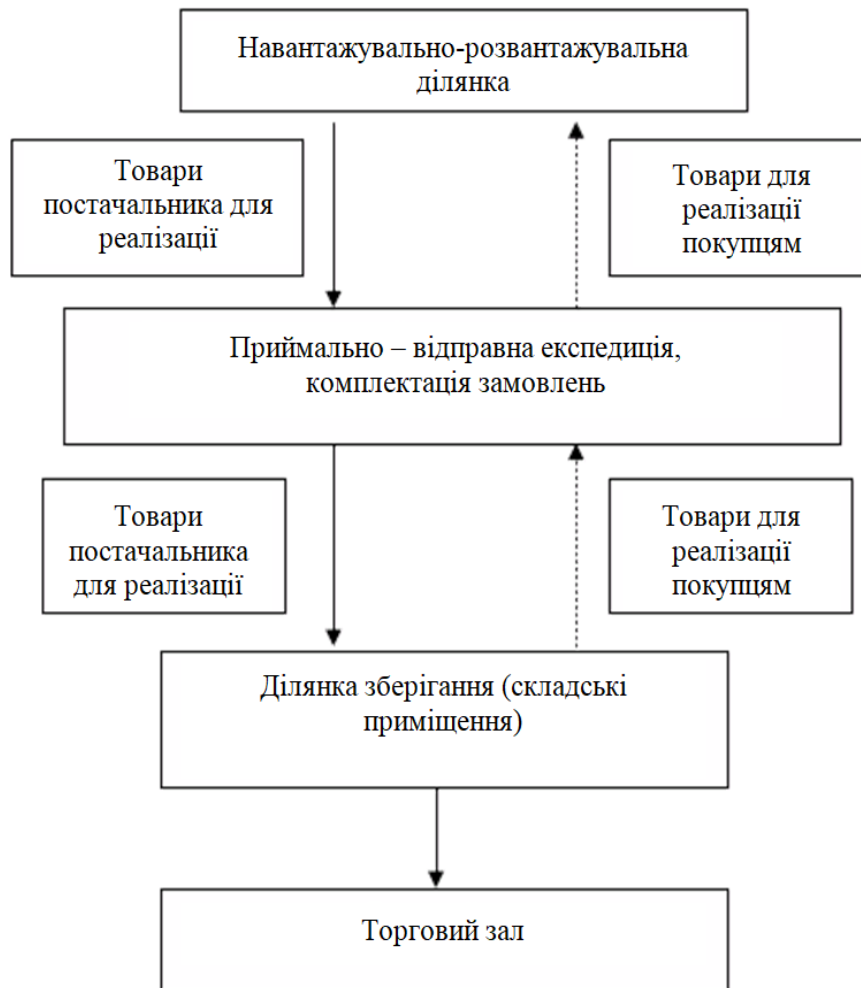 Навантажувально-розвантажувальна
ділянка
Товари
постачальника для
реалізації
Товари для
реалізації
покупцям
Приймально – відправна експедиція,
комплектація замовлень
Товари
постачальника
для реалізації
Товари для
реалізації
покупцям
Ділянка зберігання (складські
приміщення)
Торговий зал